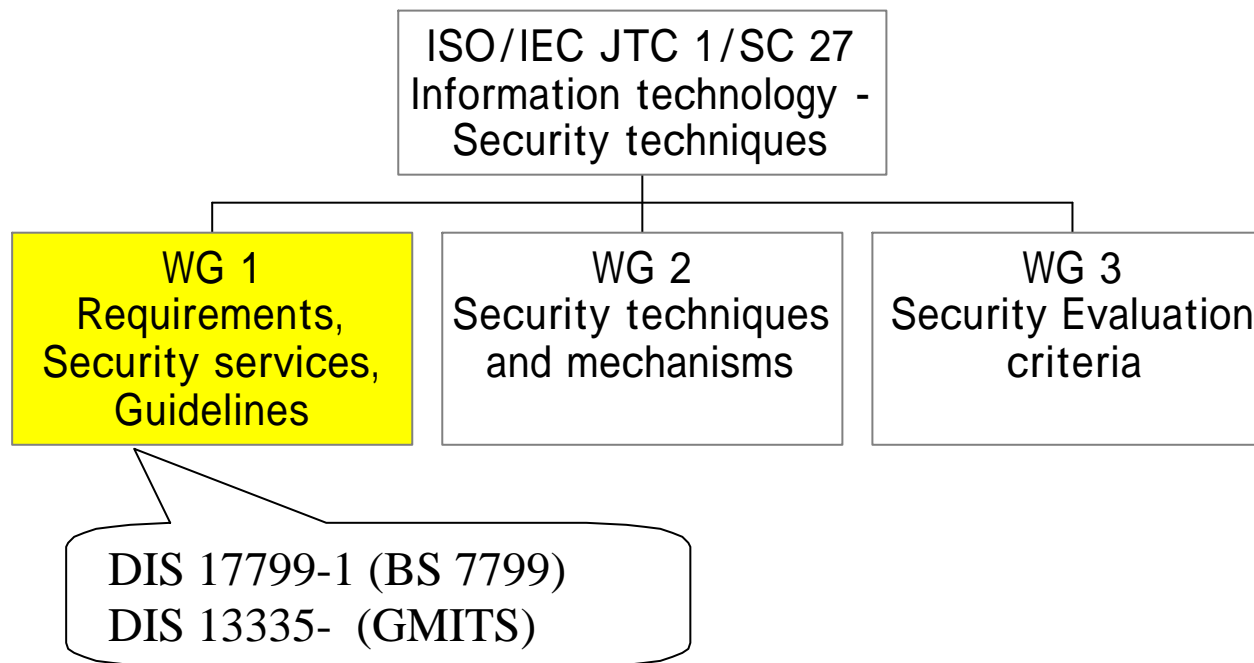 ISO/IEC JTC 1/SC 27
Information technology -
Security techniques
WG 1
Requirements,
Security services,
Guidelines
WG 2
Security techniques
and mechanisms
WG 3
Security Evaluation
criteria
DIS 17799-1 (BS 7799)
DIS 13335- (GMITS)